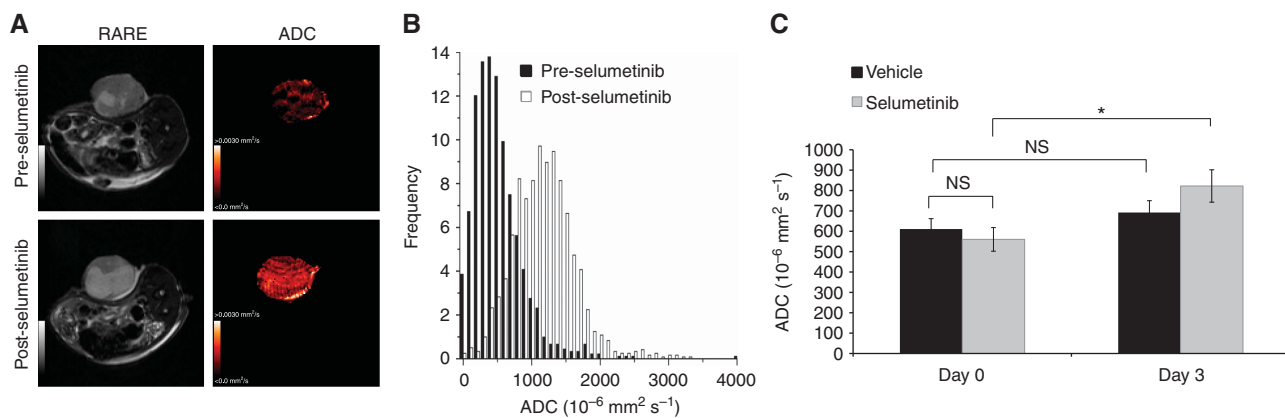 A
RARE
ADC
Pre-selumetinib
>0.0030 mm²/s
<0.0 mm²/s
Post-selumetinib
>0.0030 mm²/s
<0.0 mm²/s
B
14
12
10
8
6
4
2
0
Frequency
Pre-selumetinib
Post-selumetinib
0
1000
2000
3000
4000
ADC (10⁻⁶ mm² s⁻¹)
C
Vehicle
Selumetinib
*
NS
NS
1000
900
800
700
600
500
400
300
200
100
0
ADC (10⁻⁶ mm² s⁻¹)
Day 0
Day 3